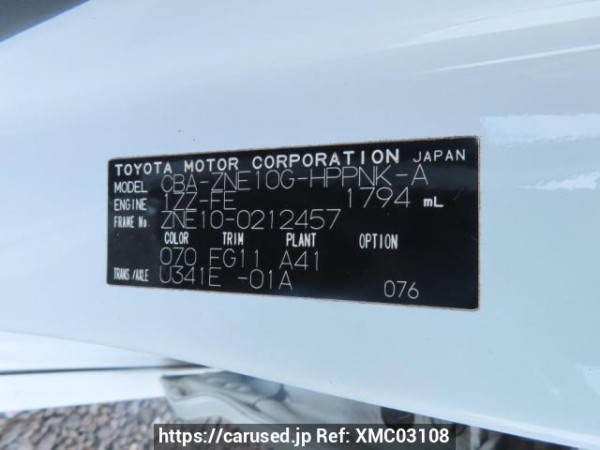 TOYOTA MOTOR CORPORATION JAPAN
MODEL CBA-ZNE10G-HPPNK-A
ENGINE 1ZZ-FE 1794 mL
FRAME No. ZNE10-0212457
COLOR TRIM PLANT OPTION
070 FG11 A41
TRANS/AXLE U341E -01A 076
https://carused.jp Ref: XMC03108